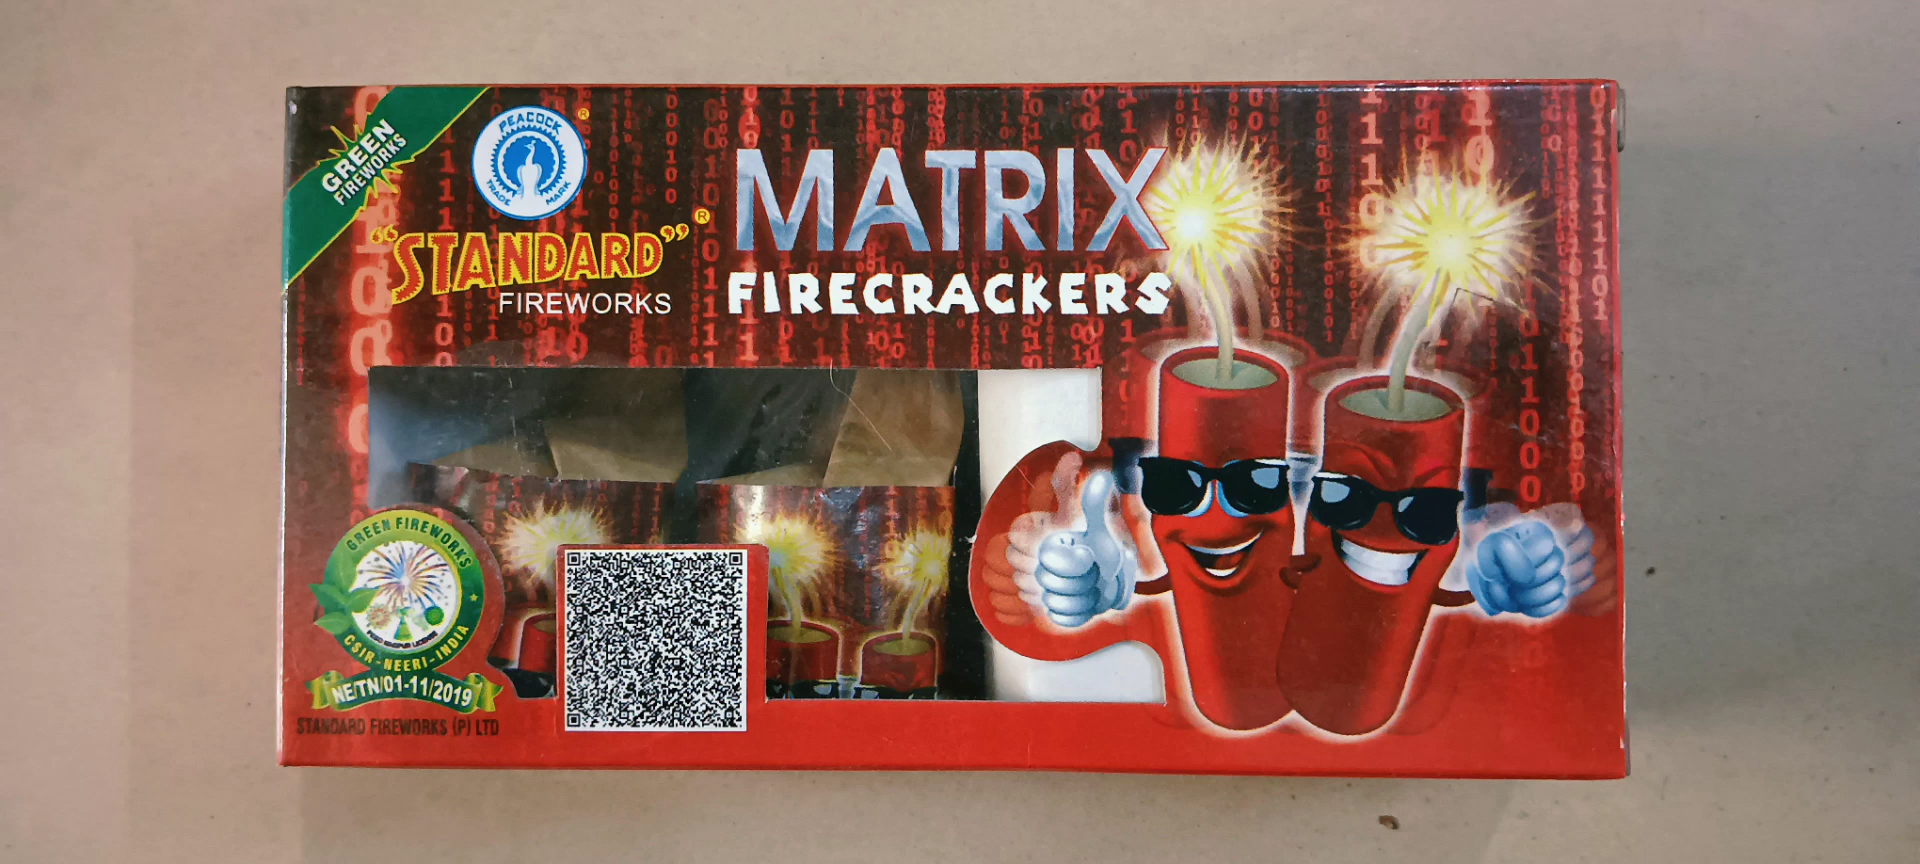 GREEN
FIREWORKS
PEACOCK
TRADE MARK
®
"STANDARD"®
FIREWORKS
MATRIX
FIRECRACKERS
GREEN FIREWORKS
CSIR-NEERI-INDIA
NE/TN/01-11/2019
STANDARD FIREWORKS (P) LTD